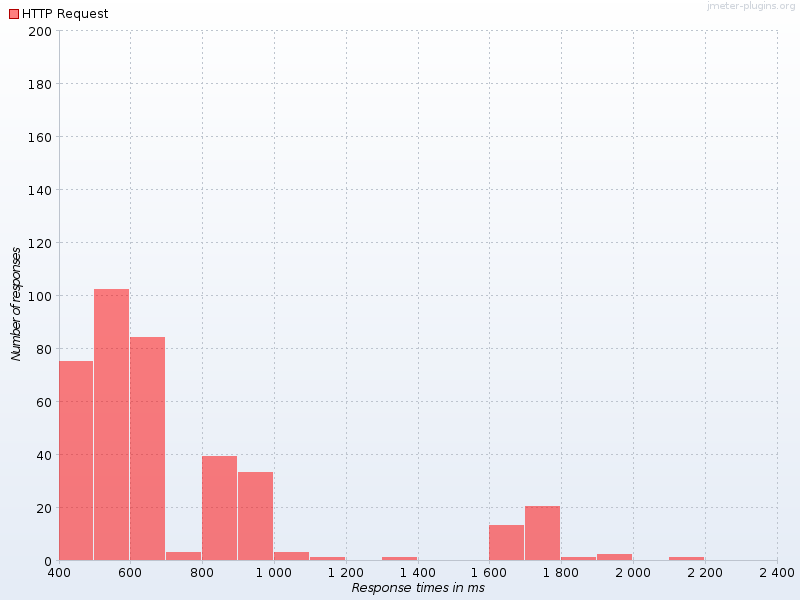 jmeter-plugins.org
HTTP Request
200
180
160
140
120
100
80
60
40
20
0
Number of responses
400 600 800 1 000 1 200 1 400 1 600 1 800 2 000 2 200 2 400
Response times in ms